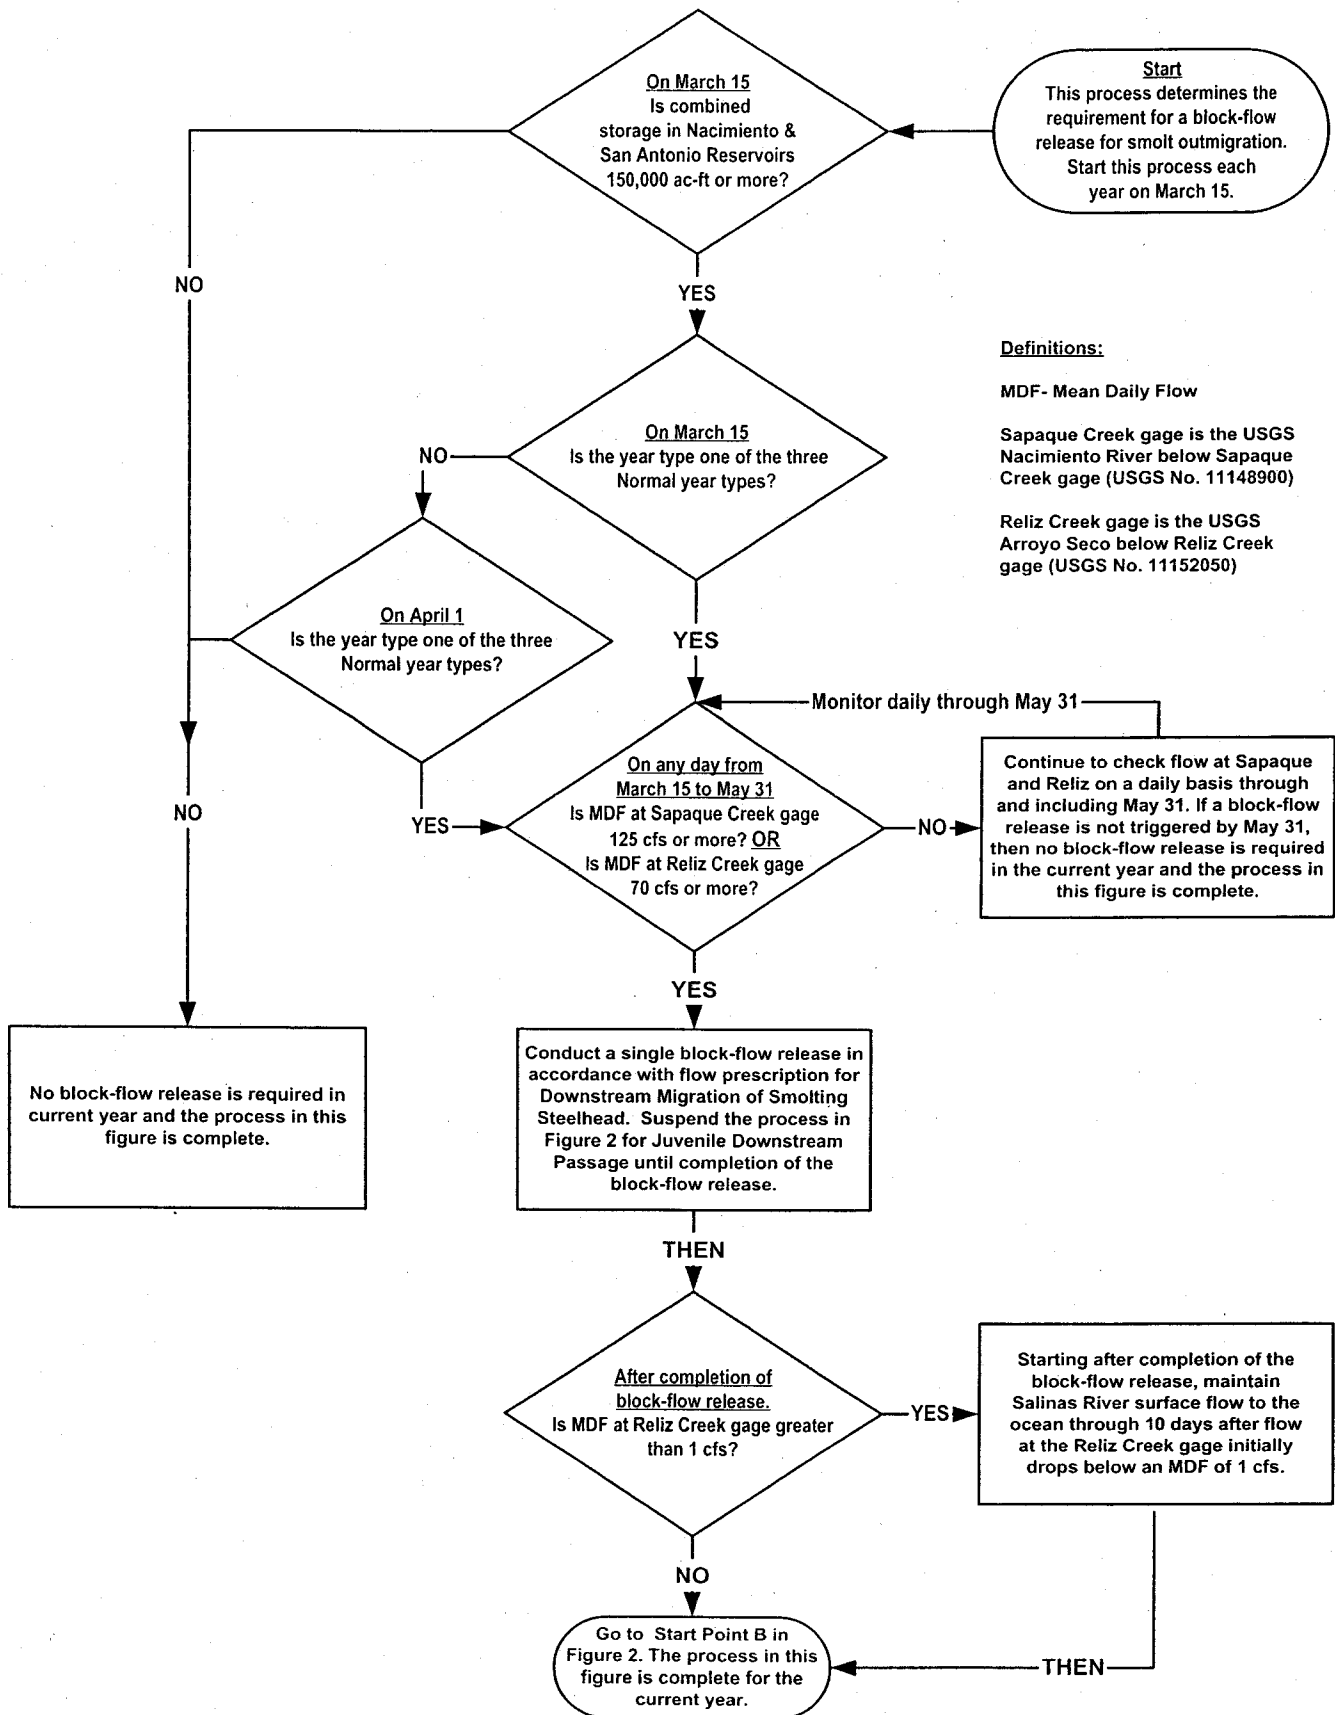 Start
This process determines the
requirement for a block-flow
release for smolt outmigration.
Start this process each
year on March 15.
On March 15
Is combined
storage in Nacimiento &
San Antonio Reservoirs
150,000 ac-ft or more?
NO
YES
Definitions:
MDF- Mean Daily Flow
Sapaque Creek gage is the USGS
Nacimiento River below Sapaque
Creek gage (USGS No. 11148900)
Reliz Creek gage is the USGS
Arroyo Seco below Reliz Creek
gage (USGS No. 11152050)
On March 15
Is the year type one of the three
Normal year types?
NO
YES
On April 1
Is the year type one of the three
Normal year types?
NO
YES
Monitor daily through May 31
On any day from
March 15 to May 31
Is MDF at Sapaque Creek gage
125 cfs or more? OR
Is MDF at Reliz Creek gage
70 cfs or more?
NO
Continue to check flow at Sapaque
and Reliz on a daily basis through
and including May 31. If a block-flow
release is not triggered by May 31,
then no block-flow release is required
in the current year and the process in
this figure is complete.
YES
No block-flow release is required in
current year and the process in this
figure is complete.
Conduct a single block-flow release in
accordance with flow prescription for
Downstream Migration of Smolting
Steelhead. Suspend the process in
Figure 2 for Juvenile Downstream
Passage until completion of the
block-flow release.
THEN
After completion of
block-flow release.
Is MDF at Reliz Creek gage greater
than 1 cfs?
YES
Starting after completion of the
block-flow release, maintain
Salinas River surface flow to the
ocean through 10 days after flow
at the Reliz Creek gage initially
drops below an MDF of 1 cfs.
NO
THEN
Go to Start Point B in
Figure 2. The process in this
figure is complete for the
current year.